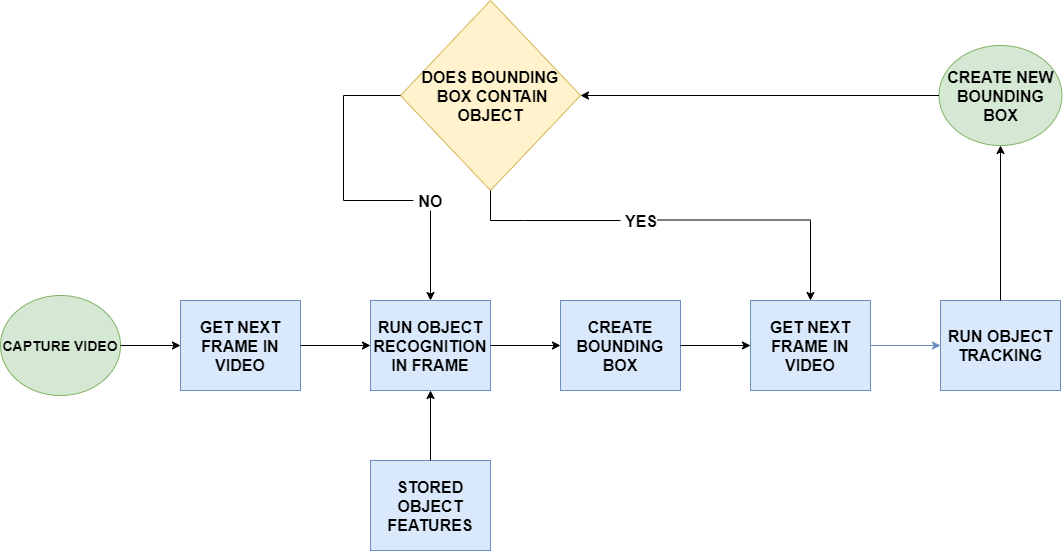 DOES BOUNDING
BOX CONTAIN
OBJECT
CREATE NEW
BOUNDING
BOX
NO
YES
CAPTURE VIDEO
GET NEXT
FRAME IN
VIDEO
RUN OBJECT
RECOGNITION
IN FRAME
CREATE
BOUNDING
BOX
GET NEXT
FRAME IN
VIDEO
RUN OBJECT
TRACKING
STORED
OBJECT
FEATURES